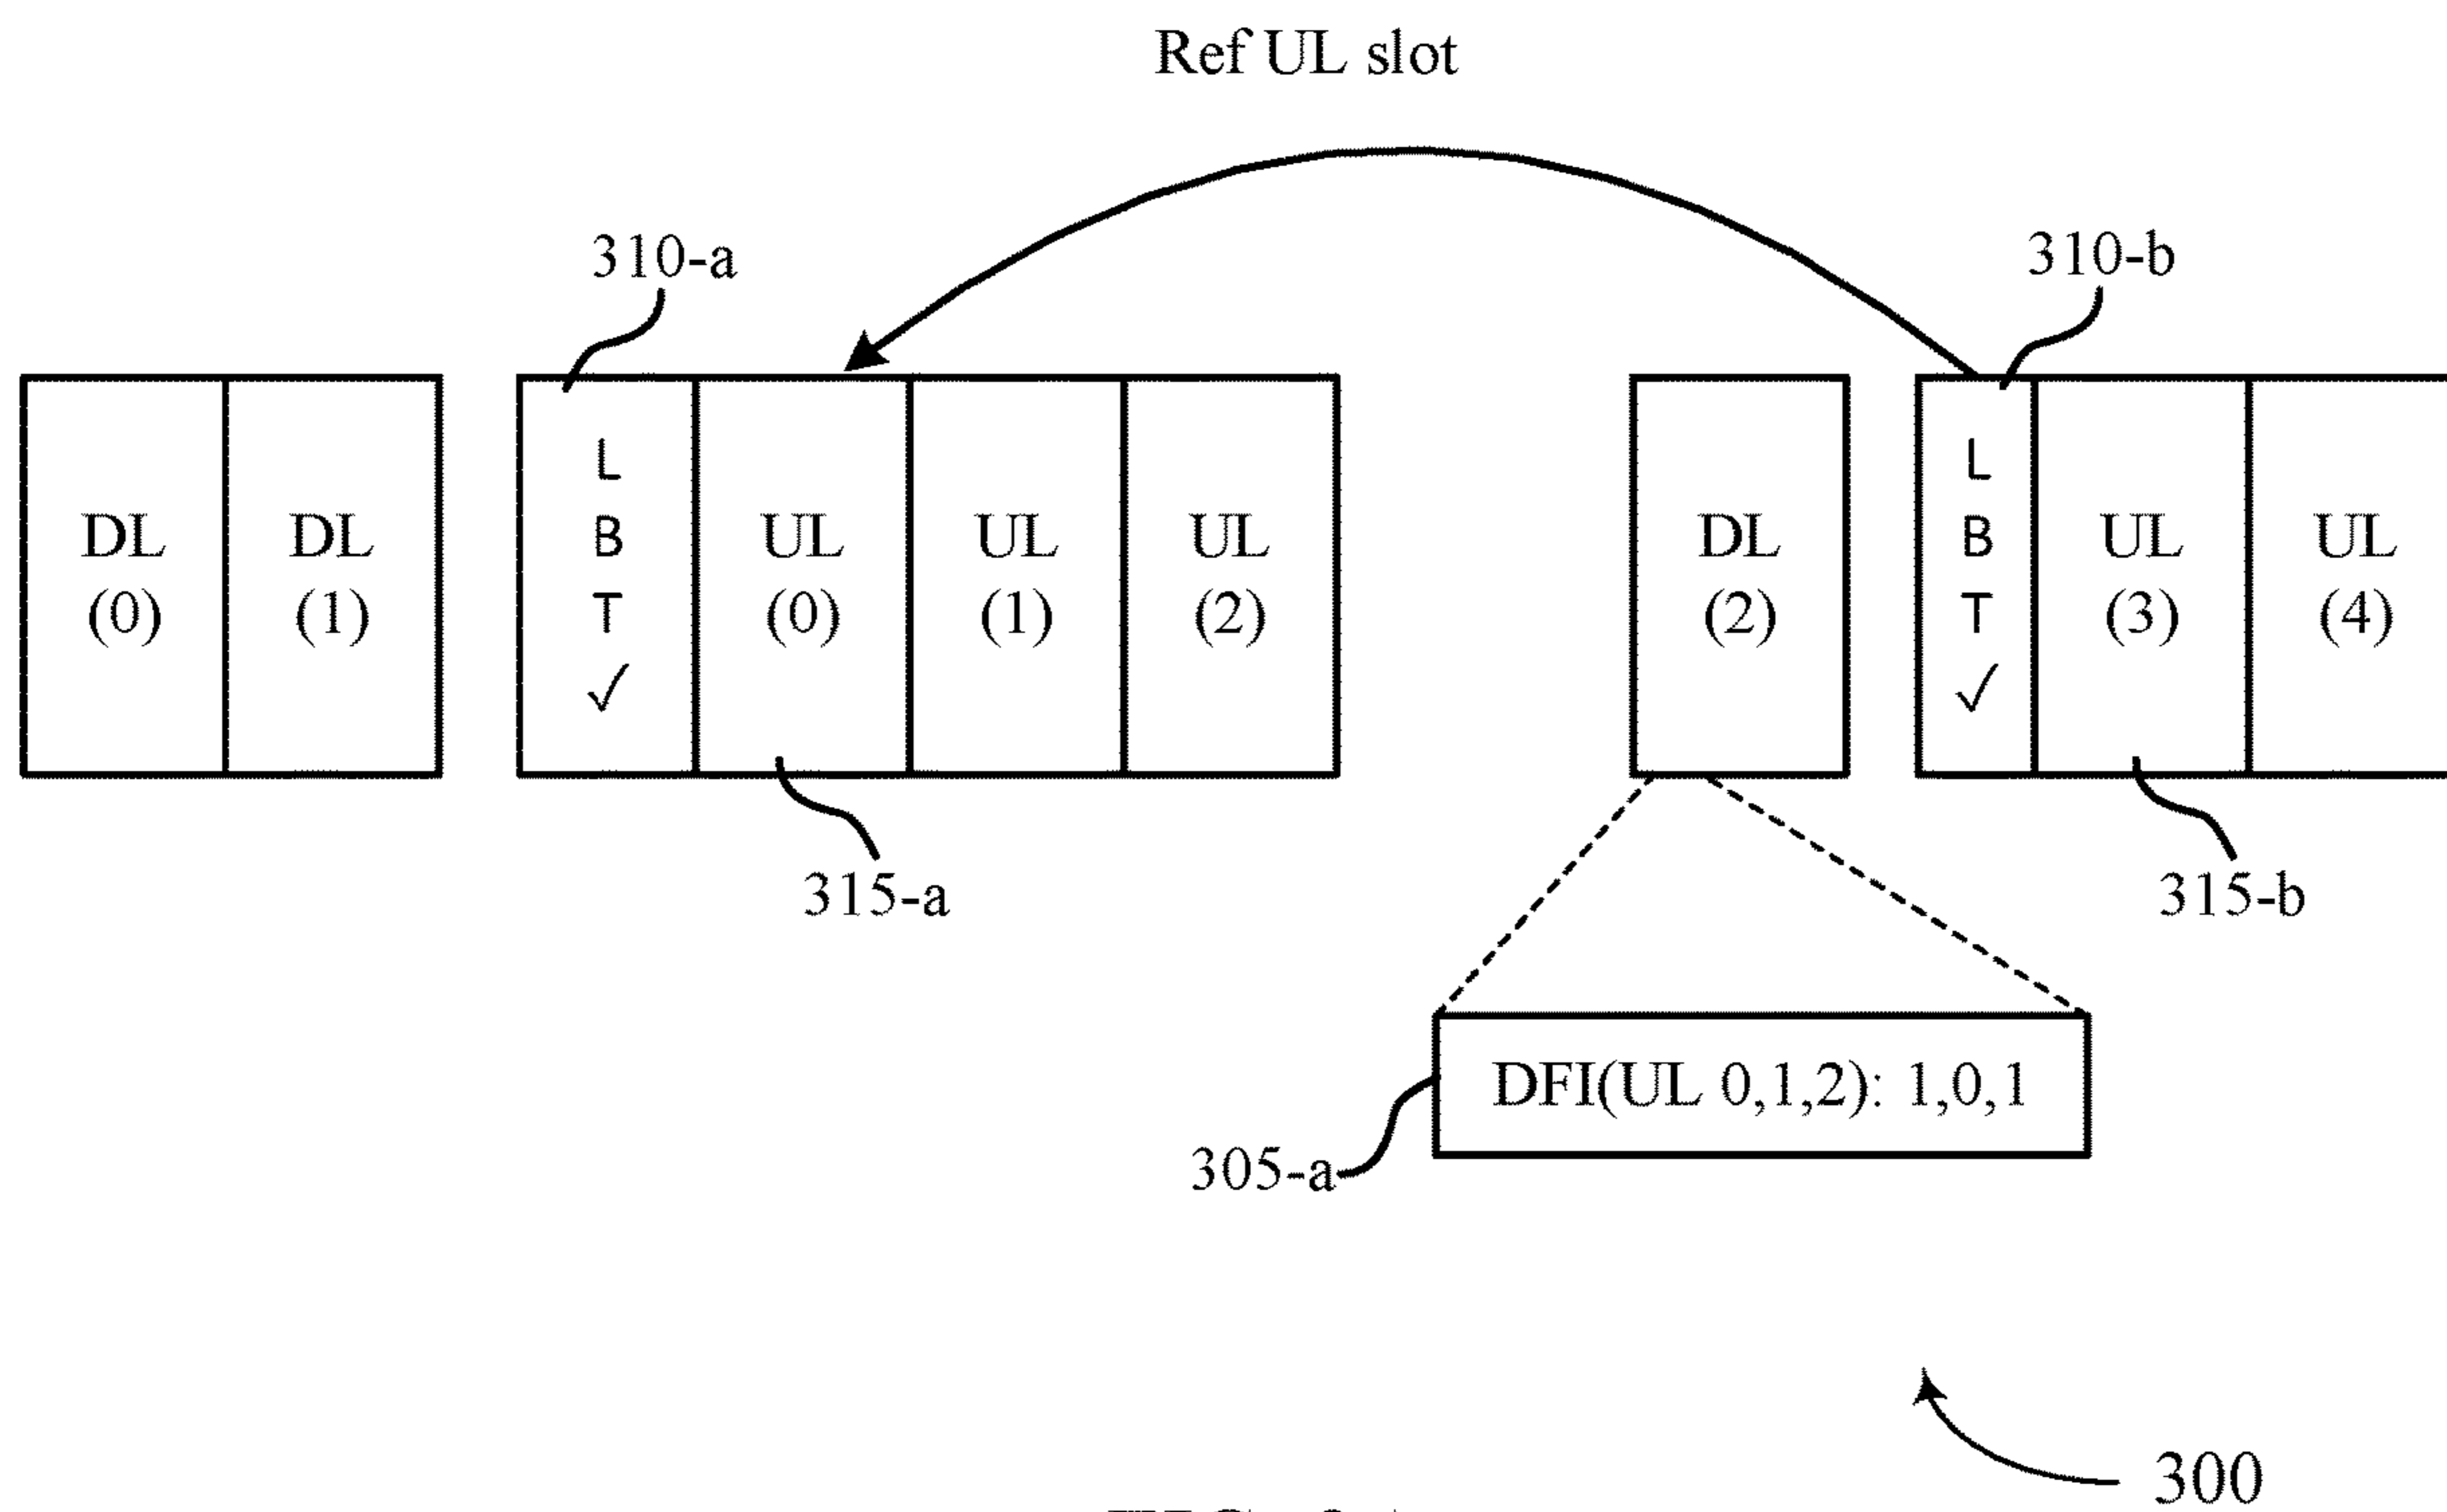 Ref UL slot
310-a
310-b
DL
(0)
DL
(1)
L
B
T
✓
UL
(0)
UL
(1)
UL
(2)
DL
(2)
L
B
T
✓
UL
(3)
UL
(4)
315-a
315-b
DFI(UL 0,1,2): 1,0,1
305-a
300